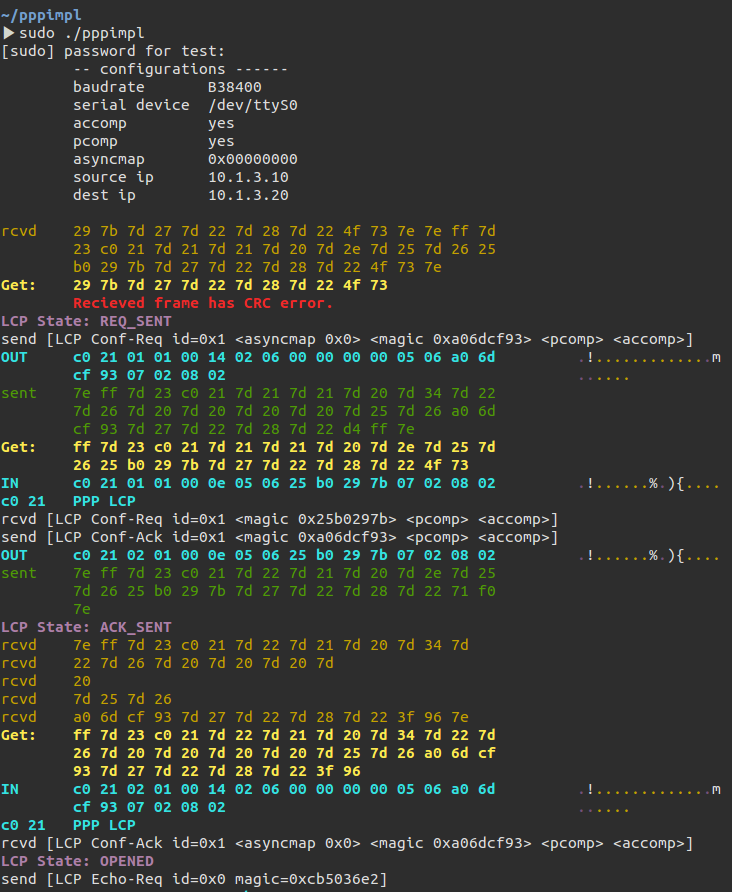 ~/pppimpl
▶ sudo ./pppimpl
[sudo] password for test:
-- configurations ------
baudrate B38400
serial device /dev/ttyS0
accomp yes
pcomp yes
asyncmap 0x00000000
source ip 10.1.3.10
dest ip 10.1.3.20
rcvd 29 7b 7d 27 7d 22 7d 28 7d 22 4f 73 7e 7e ff 7d
23 c0 21 7d 21 7d 21 7d 20 7d 2e 7d 25 7d 26 25
b0 29 7b 7d 27 7d 22 7d 28 7d 22 4f 73 7e
Get: 29 7b 7d 27 7d 22 7d 28 7d 22 4f 73
Recieved frame has CRC error.
LCP State: REQ_SENT
send [LCP Conf-Req id=0x1 <asyncmap 0x0> <magic 0xa06dcf93> <pcomp> <accomp>]
OUT c0 21 01 01 00 14 02 06 00 00 00 00 05 06 a0 6d .!.............m
cf 93 07 02 08 02 ......
sent 7e ff 7d 23 c0 21 7d 21 7d 21 7d 20 7d 34 7d 22
7d 26 7d 20 7d 20 7d 20 7d 20 7d 25 7d 26 a0 6d
cf 93 7d 27 7d 22 7d 28 7d 22 d4 ff 7e
Get: ff 7d 23 c0 21 7d 21 7d 21 7d 20 7d 2e 7d 25 7d
26 25 b0 29 7b 7d 27 7d 22 7d 28 7d 22 4f 73
IN c0 21 01 01 00 0e 05 06 25 b0 29 7b 07 02 08 02 .!......%.){....
c0 21 PPP LCP
rcvd [LCP Conf-Req id=0x1 <magic 0x25b0297b> <pcomp> <accomp>]
send [LCP Conf-Ack id=0x1 <magic 0xa06dcf93> <pcomp> <accomp>]
OUT c0 21 02 01 00 0e 05 06 25 b0 29 7b 07 02 08 02 .!......%.){....
sent 7e ff 7d 23 c0 21 7d 22 7d 21 7d 20 7d 2e 7d 25
7d 26 25 b0 29 7b 7d 27 7d 22 7d 28 7d 22 71 f0
7e
LCP State: ACK_SENT
rcvd 7e ff 7d 23 c0 21 7d 22 7d 21 7d 20 7d 34 7d
rcvd 22 7d 26 7d 20 7d 20 7d 20 7d
rcvd 20
rcvd 7d 25 7d 26
rcvd a0 6d cf 93 7d 27 7d 22 7d 28 7d 22 3f 96 7e
Get: ff 7d 23 c0 21 7d 22 7d 21 7d 20 7d 34 7d 22 7d
26 7d 20 7d 20 7d 20 7d 20 7d 25 7d 26 a0 6d cf
93 7d 27 7d 22 7d 28 7d 22 3f 96
IN c0 21 02 01 00 14 02 06 00 00 00 00 05 06 a0 6d .!.............m
cf 93 07 02 08 02 ......
c0 21 PPP LCP
rcvd [LCP Conf-Ack id=0x1 <asyncmap 0x0> <magic 0xa06dcf93> <pcomp> <accomp>]
LCP State: OPENED
send [LCP Echo-Req id=0x0 magic=0xcb5036e2]